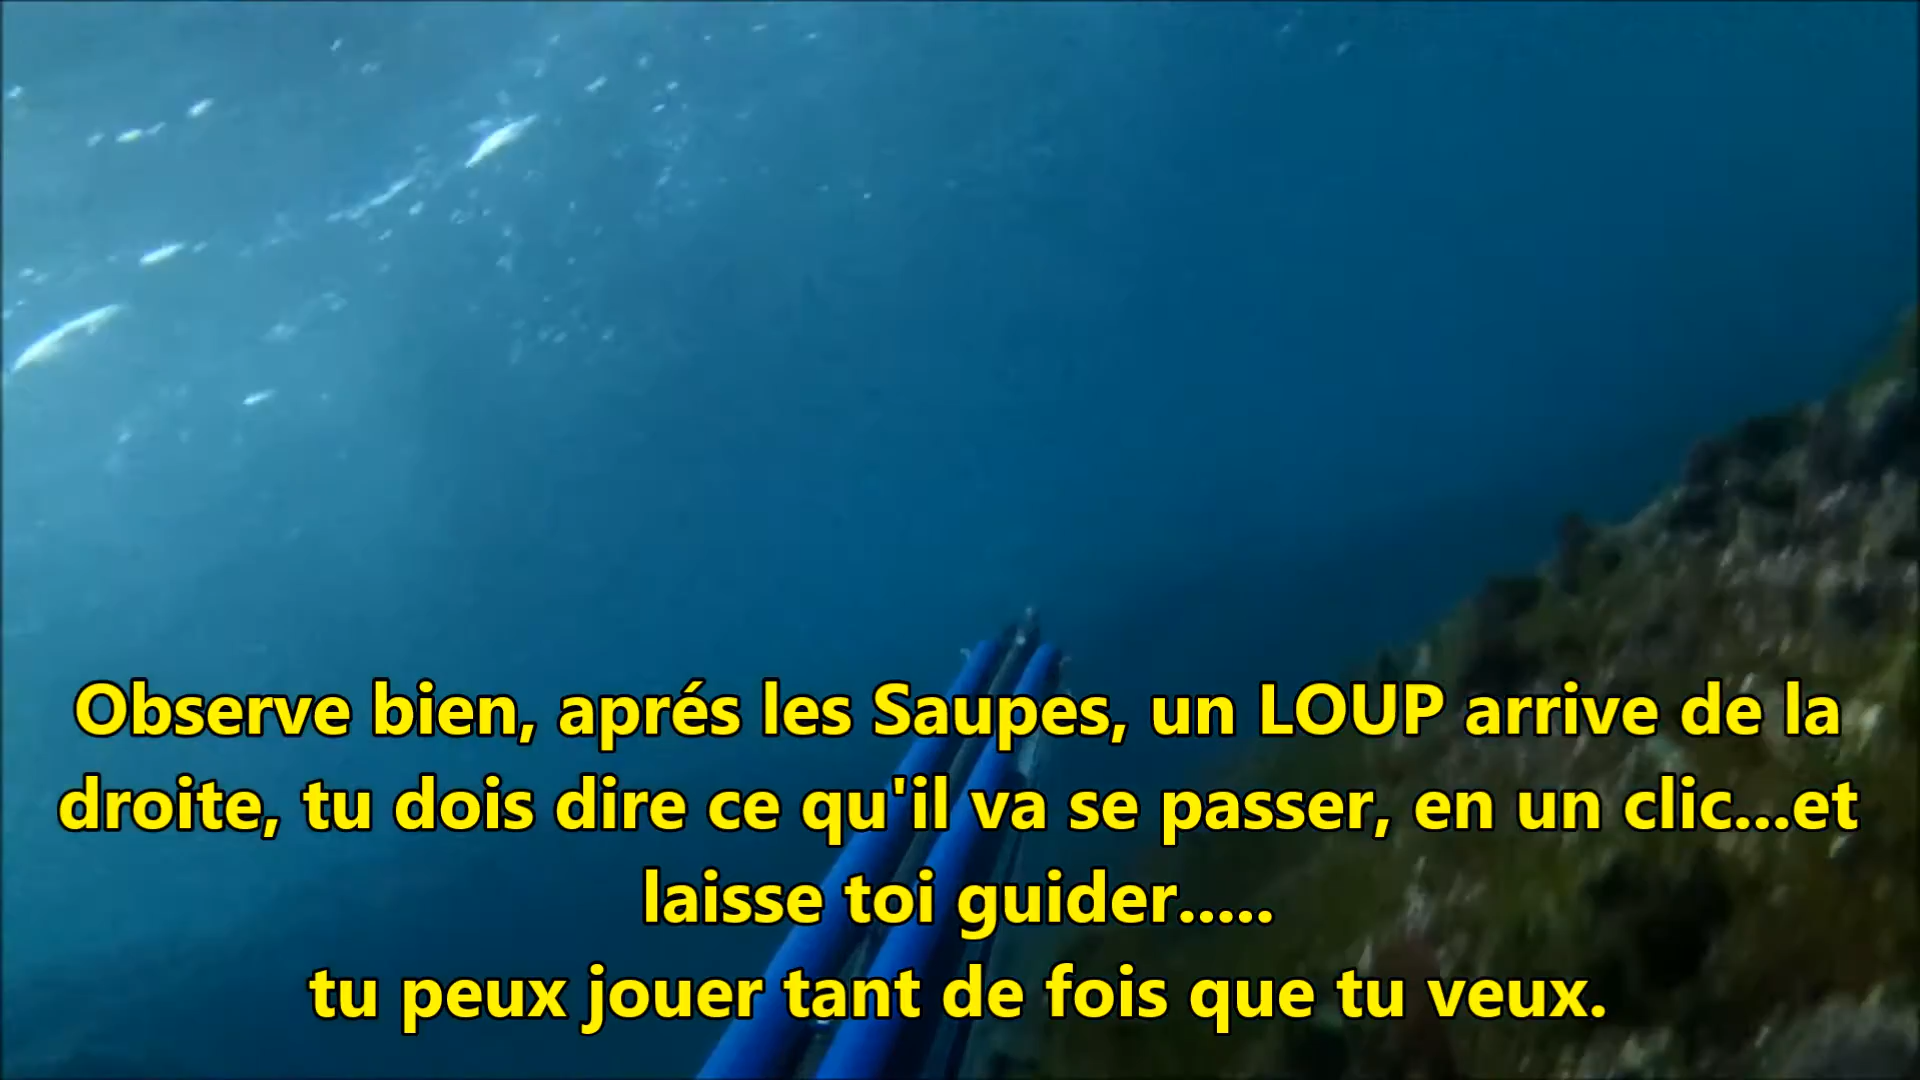 Observe bien, aprés les Saupes, un LOUP arrive de la
droite, tu dois dire ce qu'il va se passer, en un clic...et
laisse toi guider.....
tu peux jouer tant de fois que tu veux.